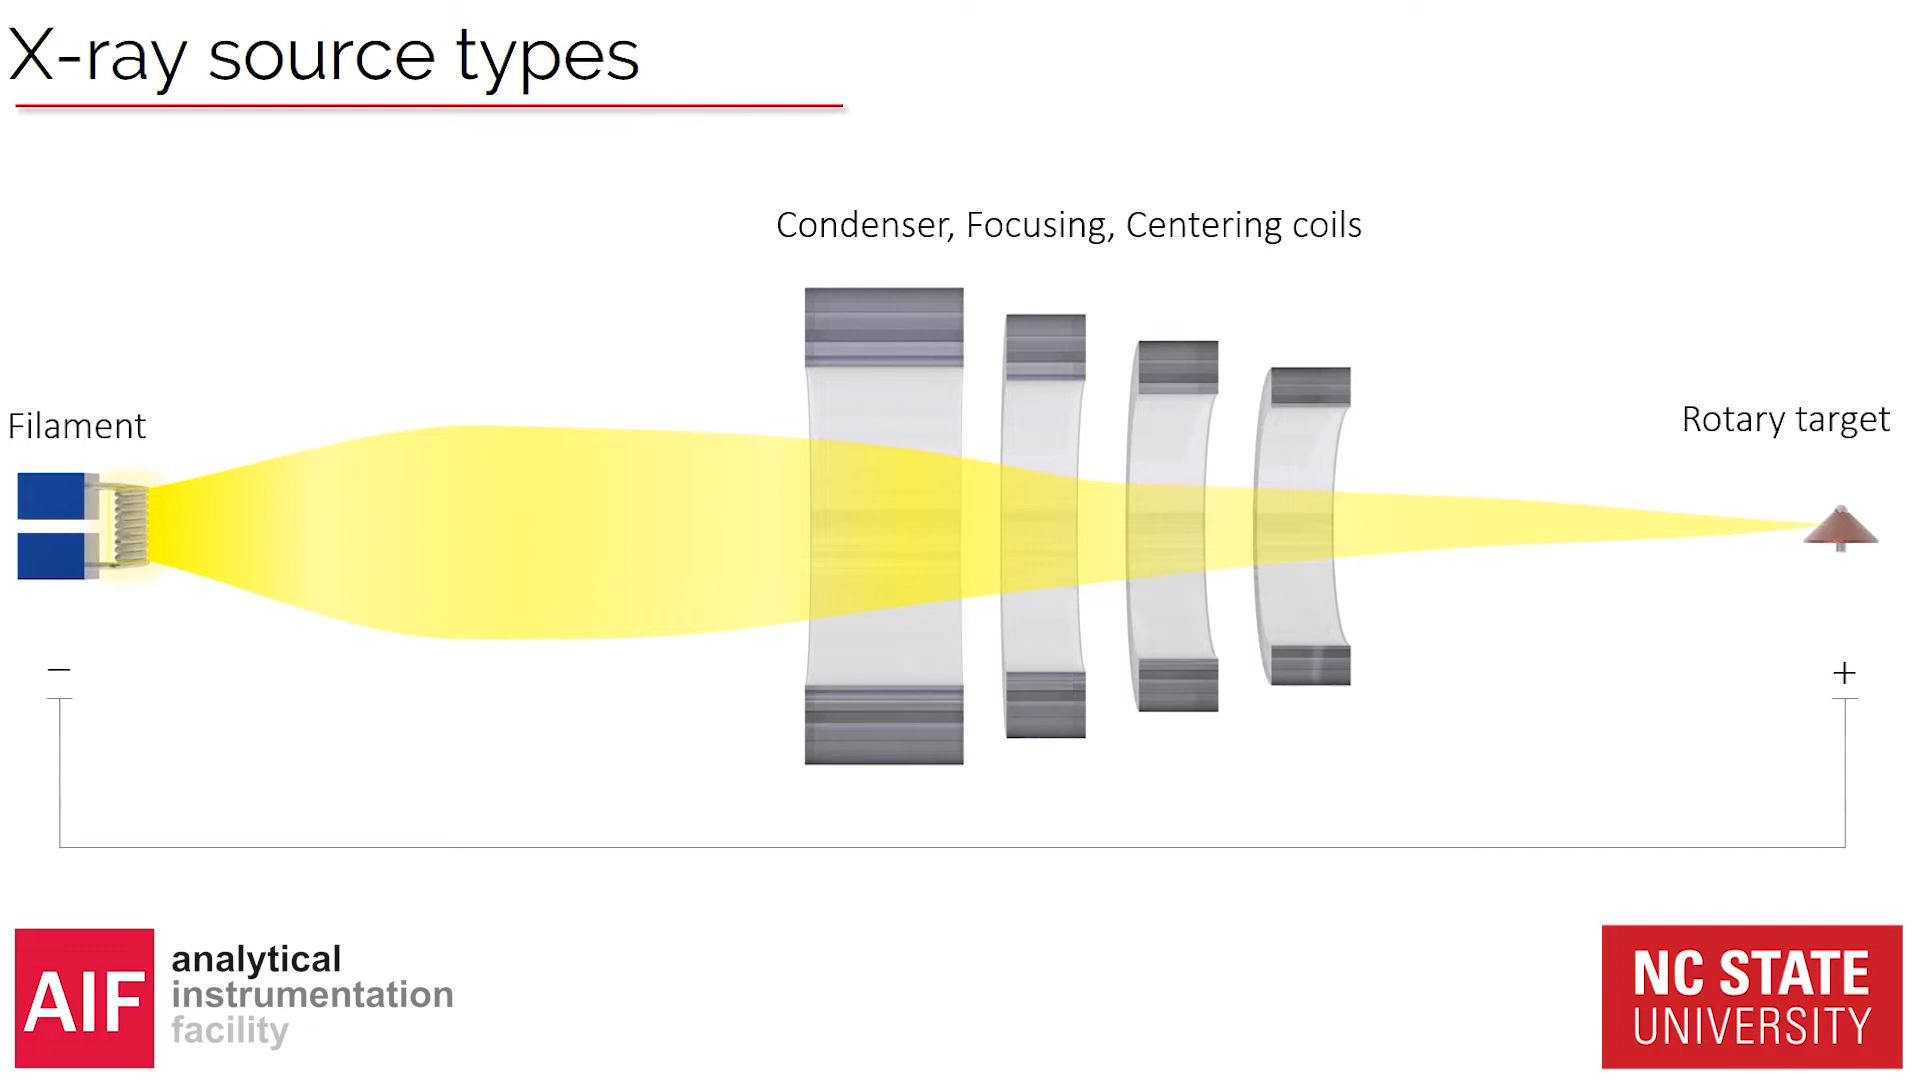 X-ray source types
Condenser, Focusing, Centering coils
Filament
Rotary target
− +
AIF
analytical
instrumentation
facility
NC STATE
UNIVERSITY